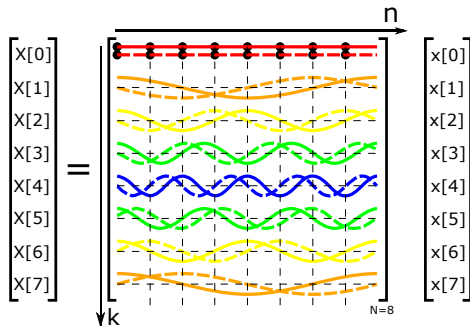 n
X[0] x[0]
X[1] x[1]
X[2] x[2]
X[3] x[3]
X[4] = x[4]
X[5] x[5]
X[6] x[6]
X[7] x[7]
N=8
k